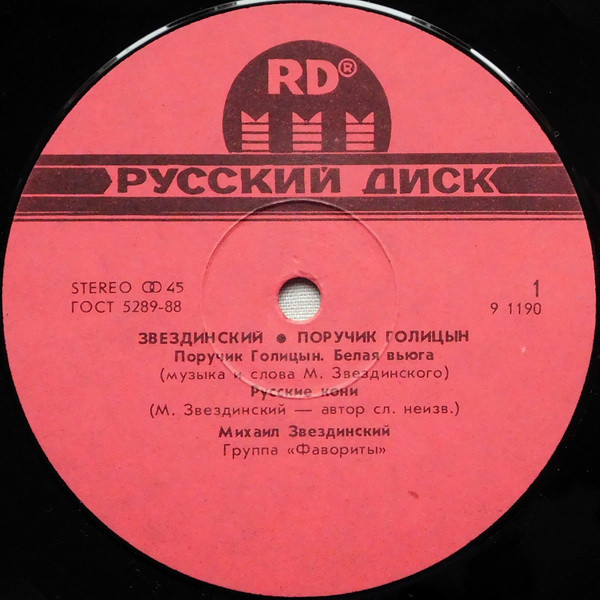 RD®
РУССКИЙ ДИСК
STEREO ꝏ 45
ГОСТ 5289-88
1
9 1190
ЗВЕЗДИНСКИЙ ● ПОРУЧИК ГОЛИЦЫН
Поручик Голицын. Белая вьюга
(музыка и слова М. Звездинского)
Русские кони
(М. Звездинский — автор сл. неизв.)
Михаил Звездинский
Группа «Фавориты»